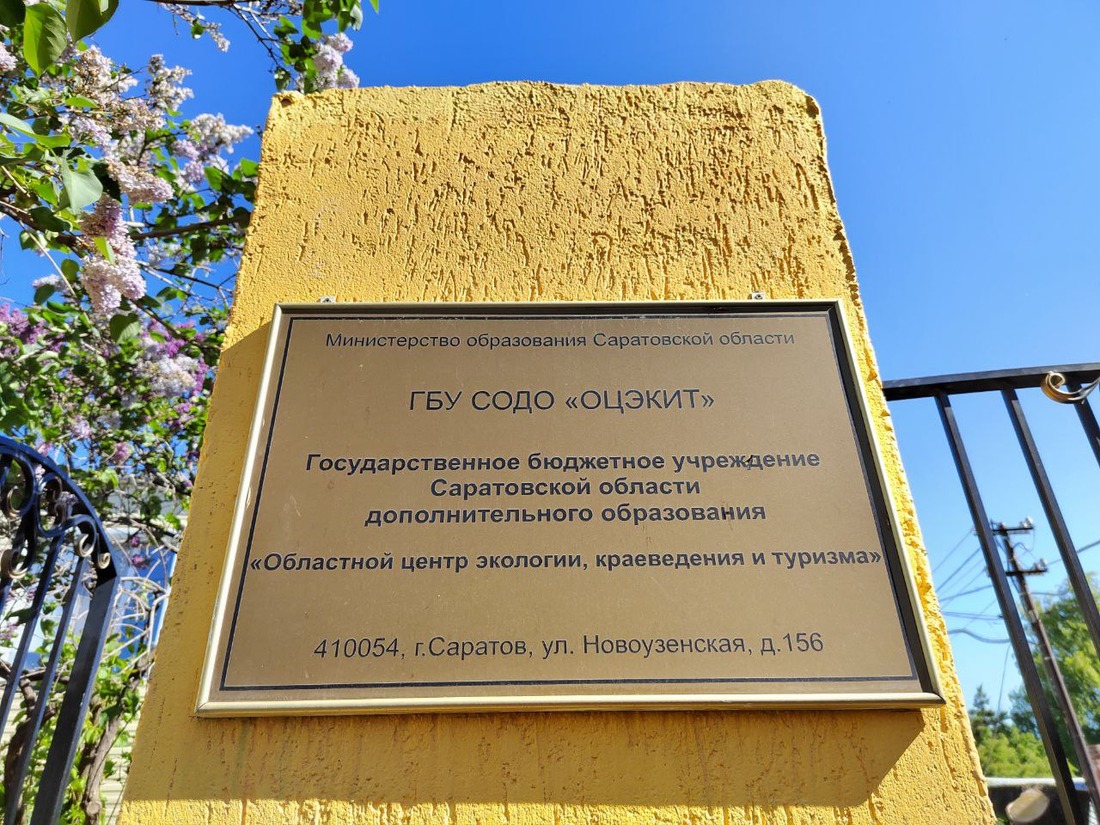 Министерство образования Саратовской области
ГБУ СОДО «ОЦЭКИТ»
Государственное бюджетное учреждение
Саратовской области
дополнительного образования
«Областной центр экологии, краеведения и туризма»
410054, г.Саратов, ул. Новоузенская, д.156